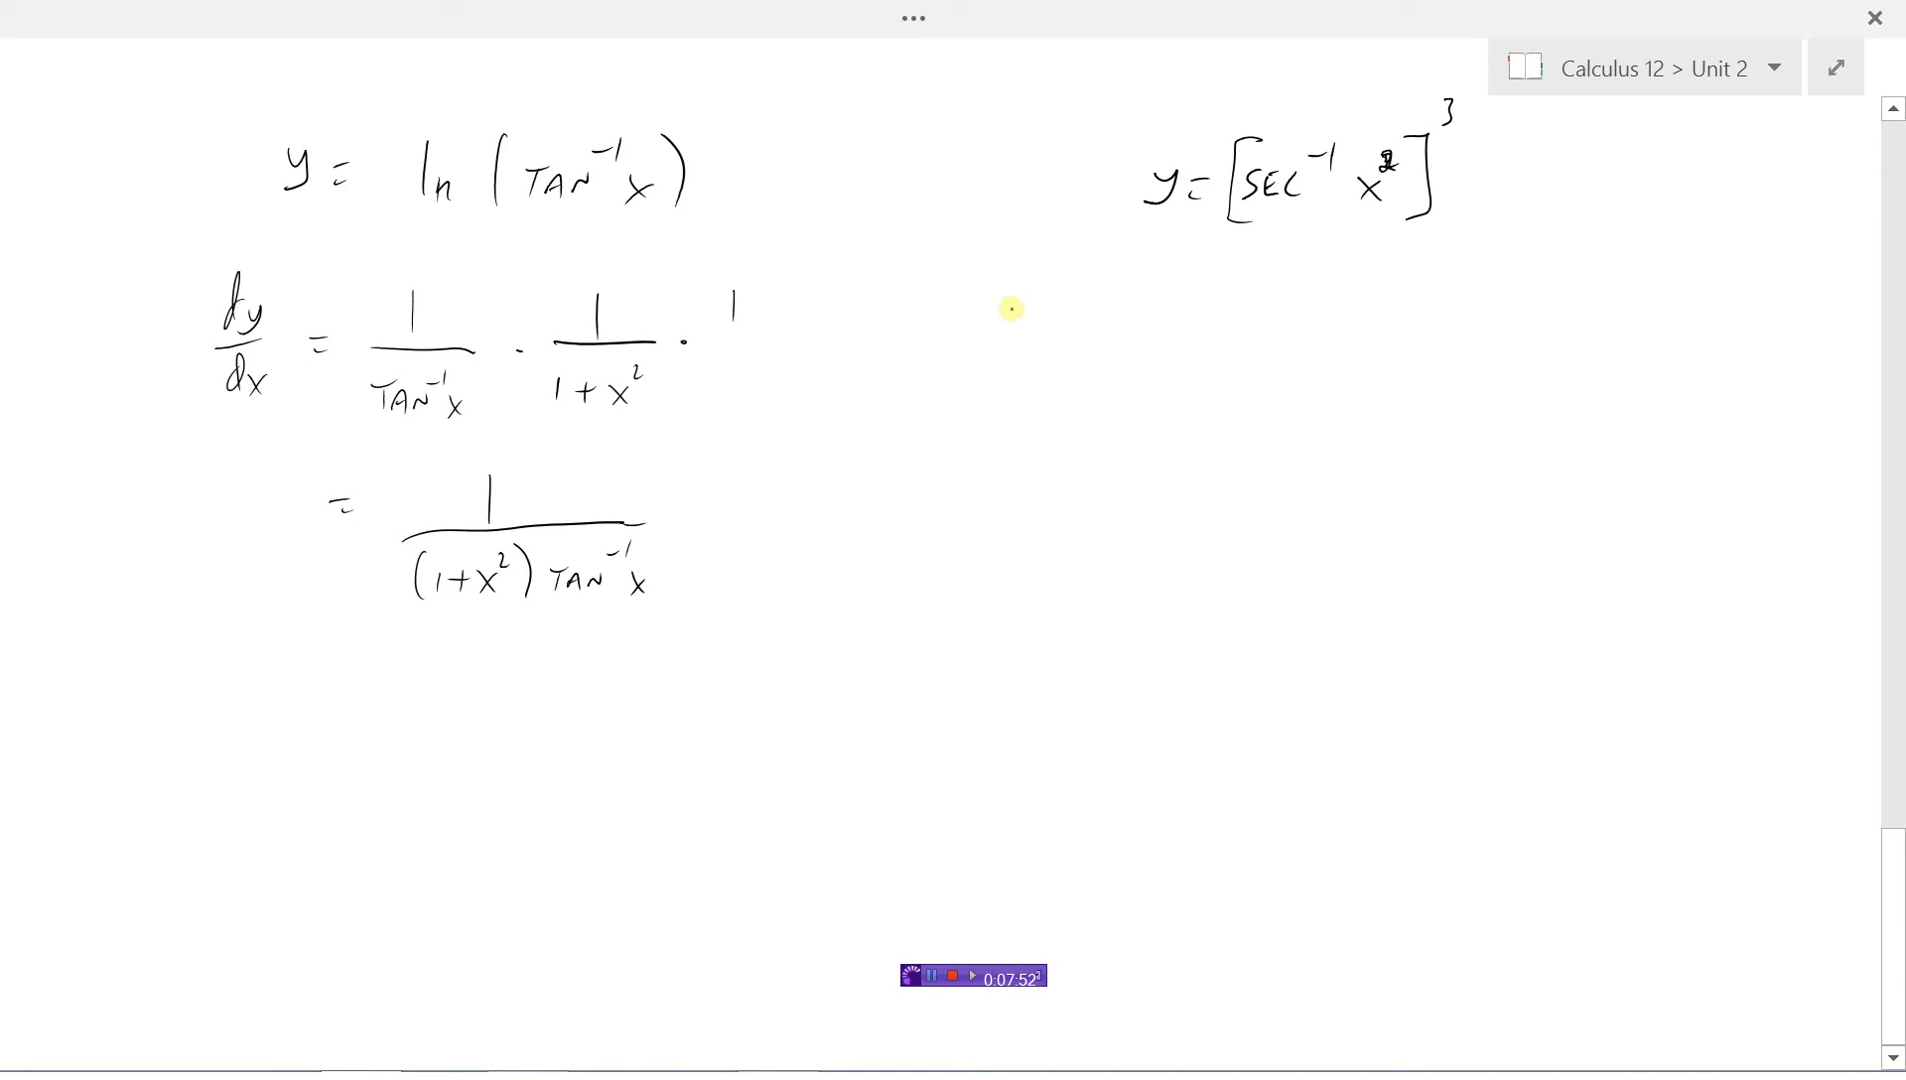 Calculus 12 > Unit 2
y = ln (TAN⁻¹ x)
y = [SEC⁻¹ x²]³
dy/dx = 1/(TAN⁻¹ x) · 1/(1 + x²) · 1
= 1/((1+x²) TAN⁻¹ x)
0:07:52